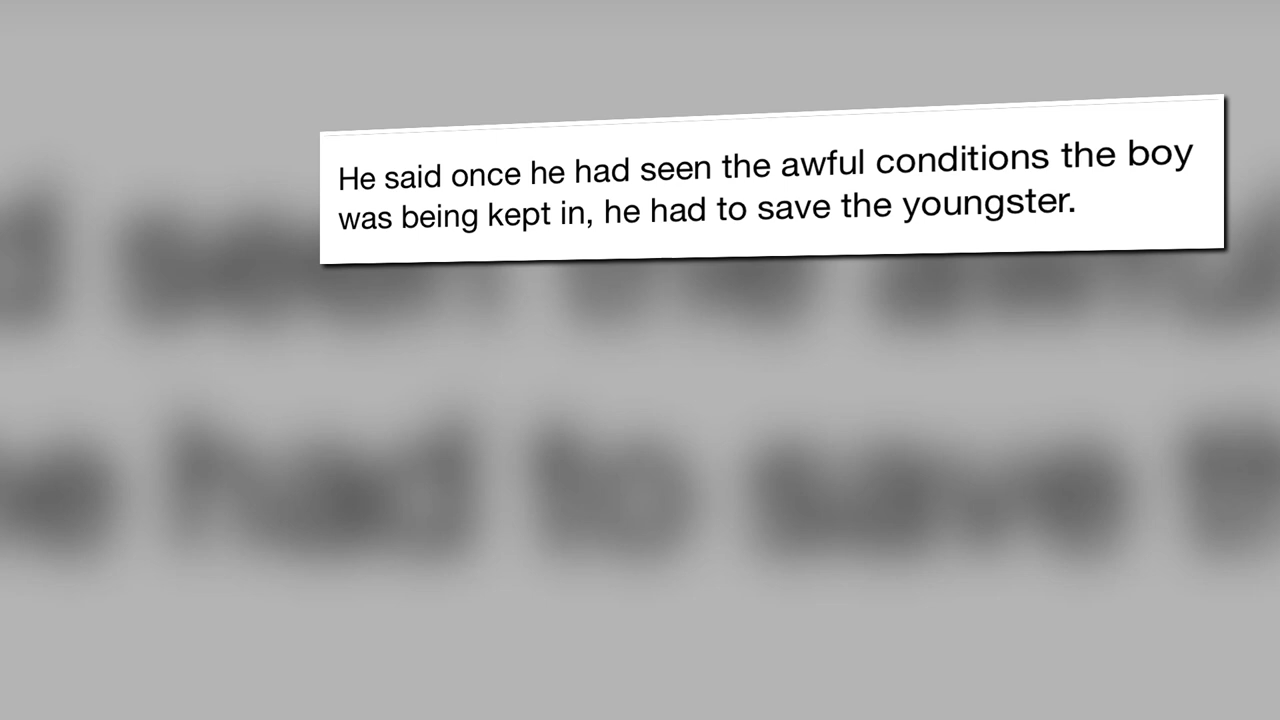 He said once he had seen the awful conditions the boy
was being kept in, he had to save the youngster.